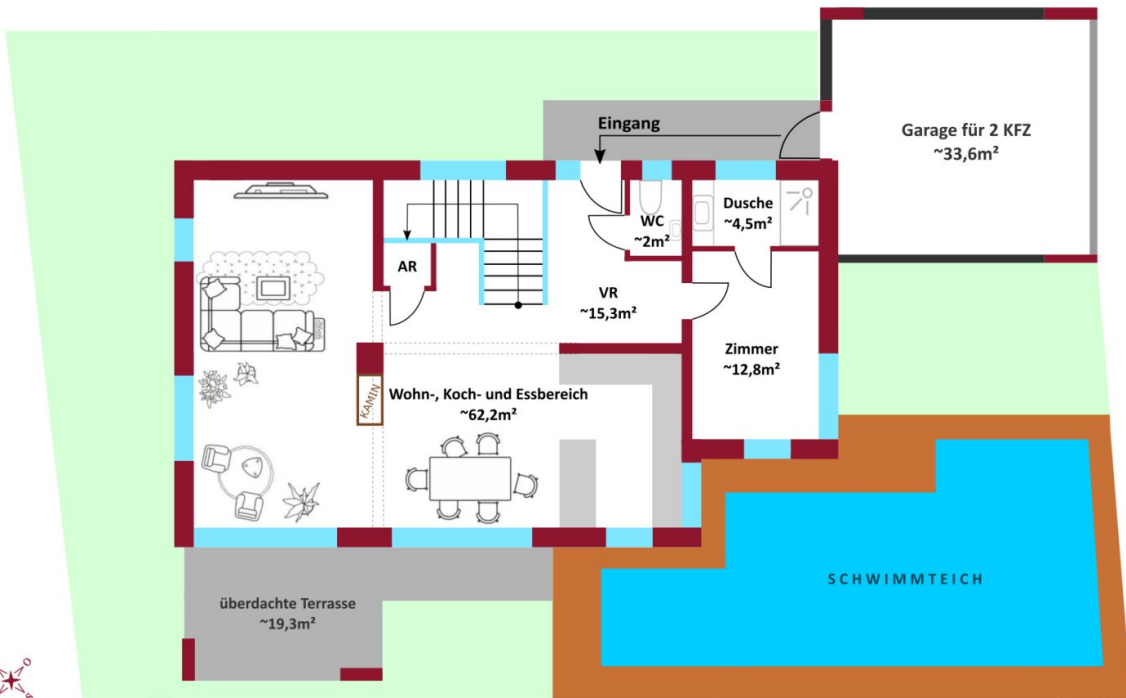 Eingang
Garage für 2 KFZ
~33,6m²
WC
~2m²
Dusche
~4,5m²
AR
VR
~15,3m²
Zimmer
~12,8m²
KAMIN
Wohn-, Koch- und Essbereich
~62,2m²
SCHWIMMTEICH
überdachte Terrasse
~19,3m²
O
S